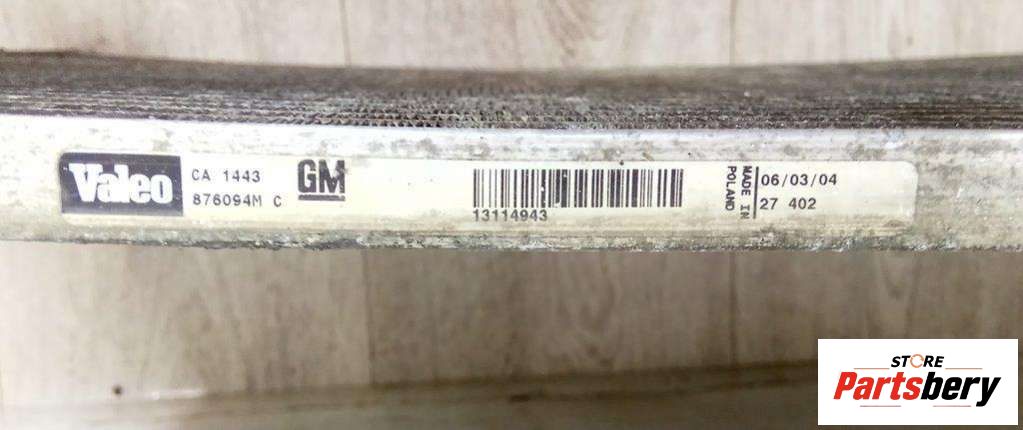 Valeo
CA 1443
876094M C
GM
13114943
MADE IN
POLAND
06/03/04
27 402
STORE
Partsbery